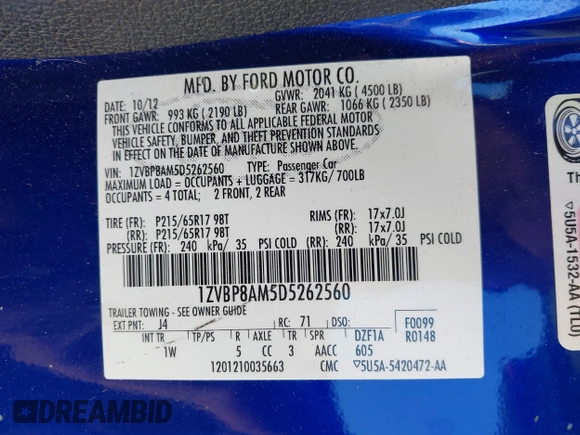 MFD. BY FORD MOTOR CO.
DATE: 10/12 GVWR: 2041 KG (4500 LB)
FRONT GAWR: 993 KG (2190 LB) REAR GAWR: 1066 KG (2350 LB)
THIS VEHICLE CONFORMS TO ALL APPLICABLE FEDERAL MOTOR
VEHICLE SAFETY, BUMPER, AND THEFT PREVENTION STANDARDS
IN EFFECT ON THE DATE OF MANUFACTURE SHOWN ABOVE.
VIN: 1ZVBP8AM5D5262560 TYPE: Passenger Car
MAXIMUM LOAD = OCCUPANTS + LUGGAGE = 317KG/ 700LB
OCCUPANTS = 4 TOTAL; 2 FRONT, 2 REAR
TIRE (FR) P215/65R17 98T RIMS (FR) 17x7.0J
(RR) P215/65R17 98T (RR) 17x7.0J
PRESSURE (FR) 240 kPa/ 35 PSI COLD (RR) 240 kPa/ 35 PSI COLD
1ZVBP8AM5D5262560
TRAILER TOWING - SEE OWNER GUIDE
EXT PNT: J4 RC: 71 DSO: F0099
INT TR TP/PS R AXLE TR SPR DZF1A R0148
1W 5 CC 3 AACC 605
1201210035663 CMC ▽5U5A-5420472-AA
Th
▽5U5A-1532-AA (TL0)
DREAMBID